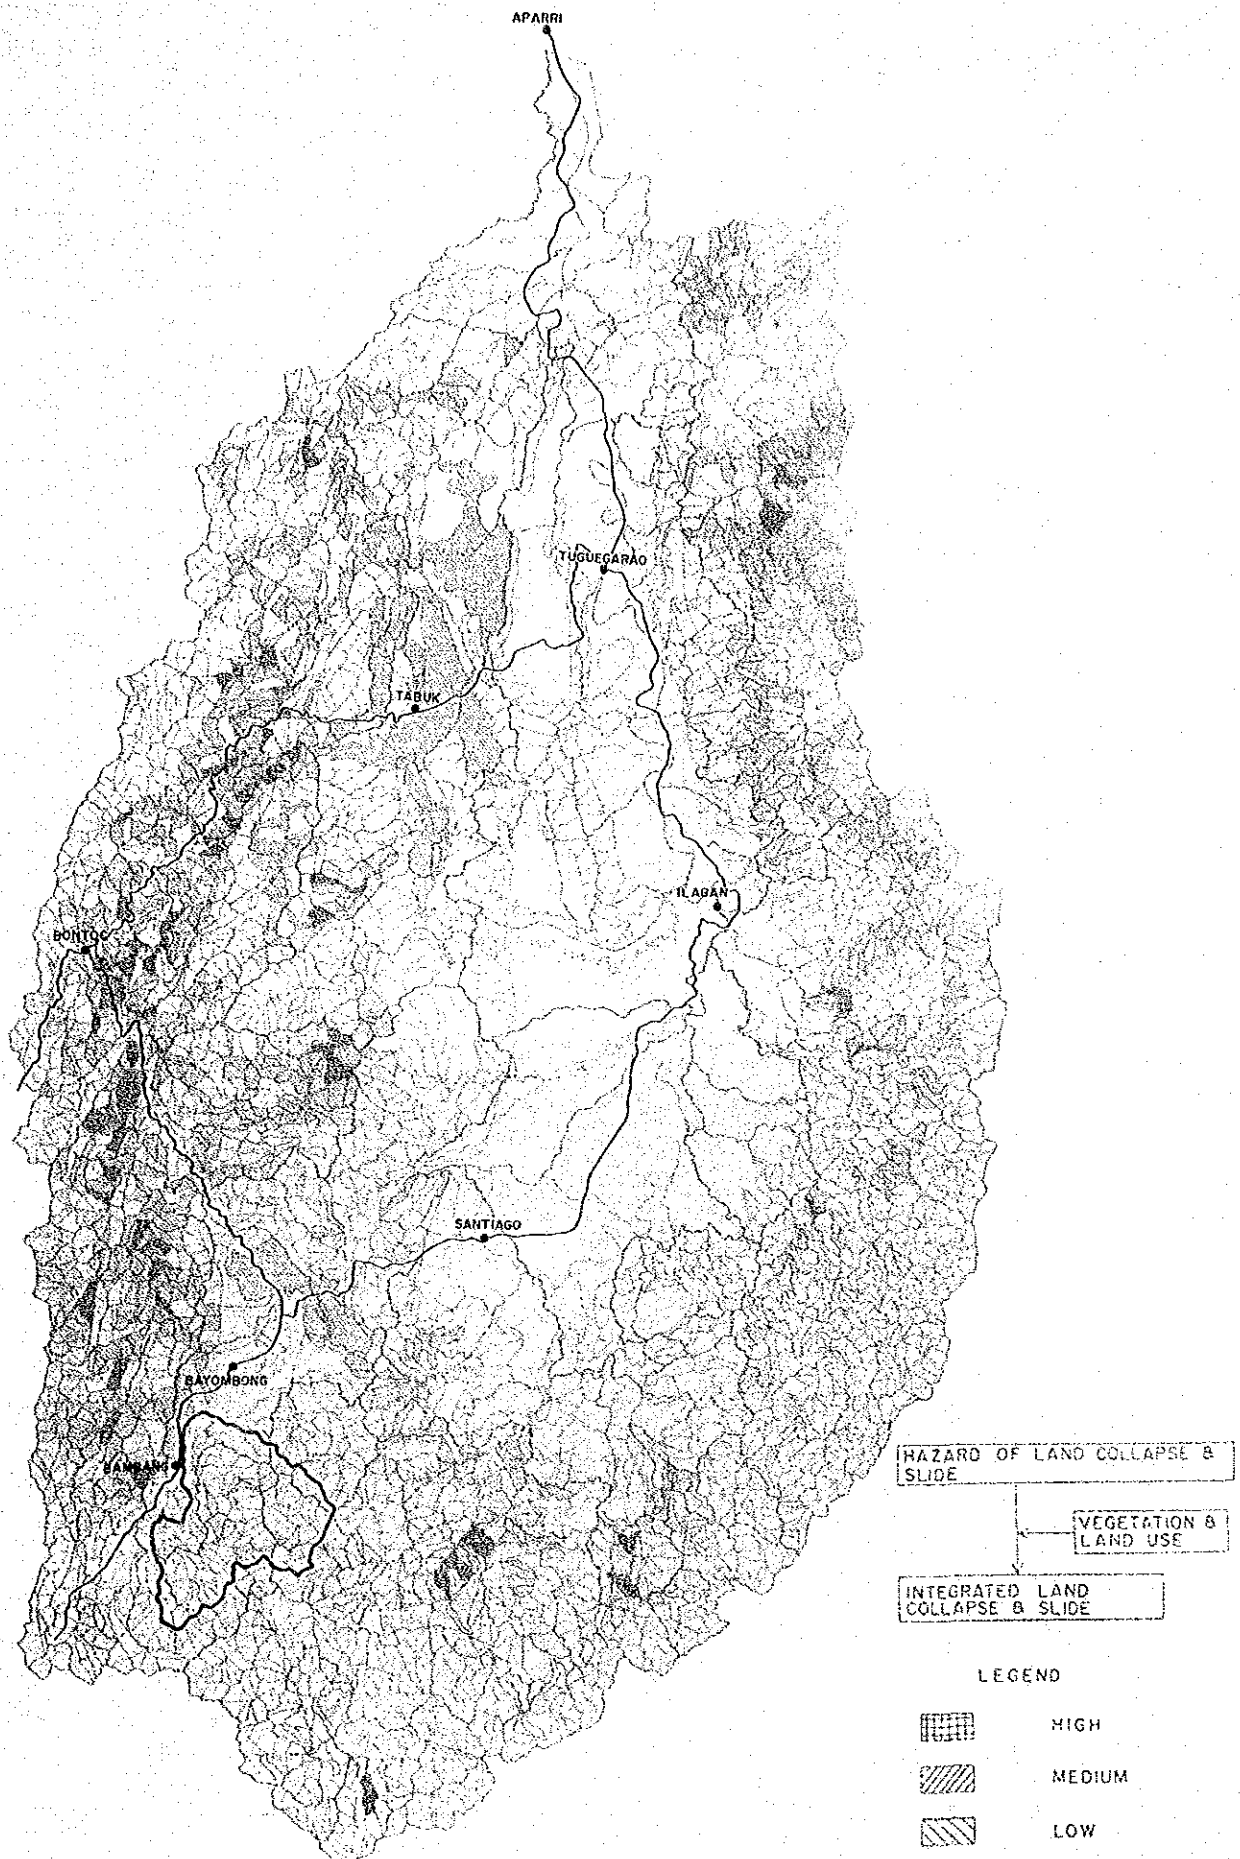 APARRI
TUGUEGARAO
TABUK
ILAGAN
BONTOC
SANTIAGO
BAYOMBONG
BAMBANG
HAZARD OF LAND COLLAPSE &
SLIDE
VEGETATION &
LAND USE
INTEGRATED LAND
COLLAPSE & SLIDE
LEGEND
HIGH
MEDIUM
LOW